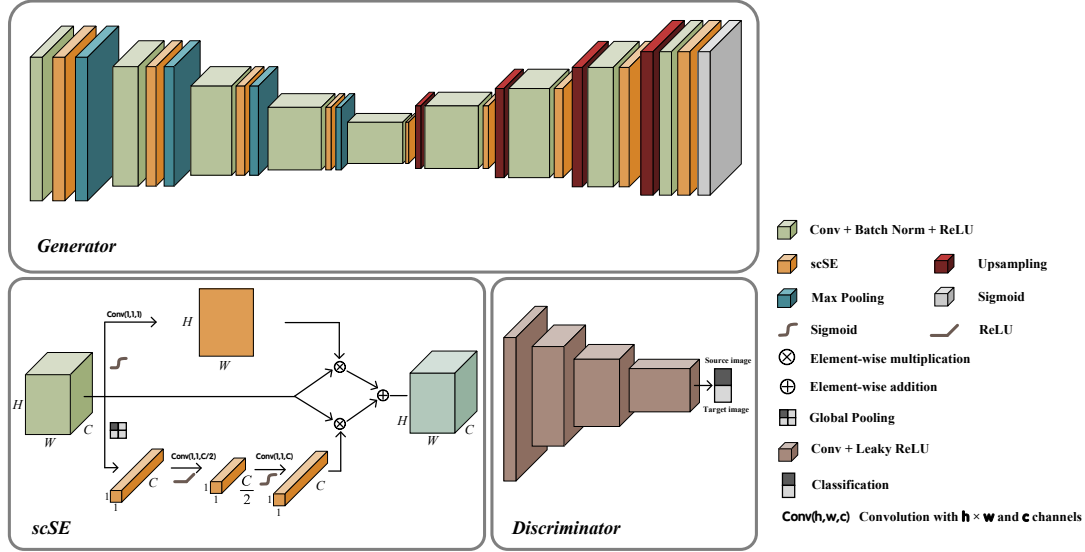 Generator
Conv(1,1,1)
H
W
H
W
C
Conv(1,1,C/2)
Conv(1,1,C)
1
1
C
1
1
C
2
1
1
C
H
W
C
scSE
Source image
Target image
Discriminator
Conv + Batch Norm + ReLU
scSE
Upsampling
Max Pooling
Sigmoid
Sigmoid
ReLU
Element-wise multiplication
Element-wise addition
Global Pooling
Conv + Leaky ReLU
Classification
Conv(h,w,c) Convolution with h × w and c channels